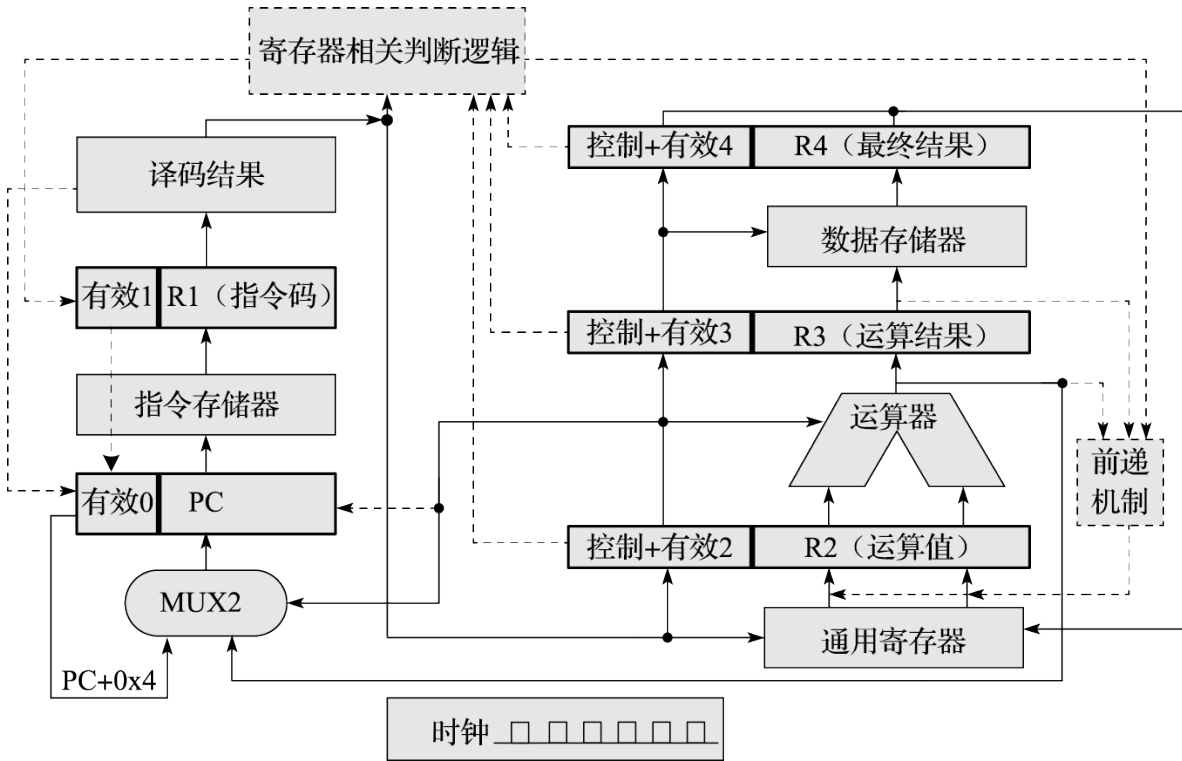 寄存器相关判断逻辑
译码结果
有效1
R1（指令码）
指令存储器
有效0
PC
MUX2
PC+0x4
控制+有效4
R4（最终结果）
数据存储器
控制+有效3
R3（运算结果）
运算器
前递
机制
控制+有效2
R2（运算值）
通用寄存器
时钟